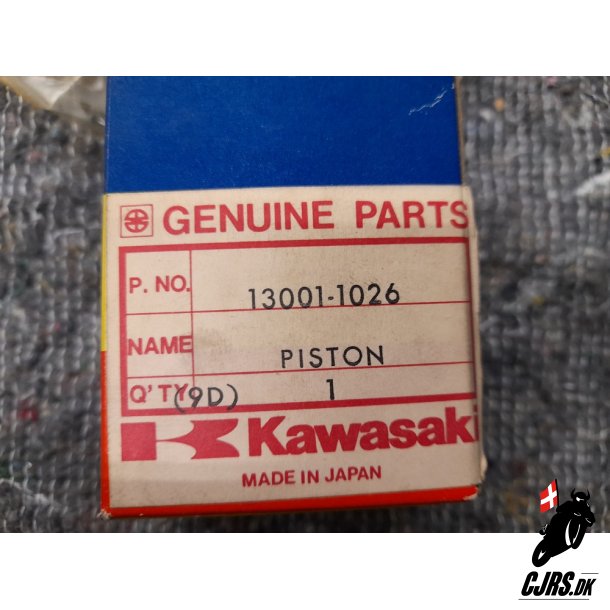 GENUINE PARTS
P. NO. 13001-1026
NAME PISTON
Q'TY (9D) 1
Kawasaki
MADE IN JAPAN
CJRS.DK